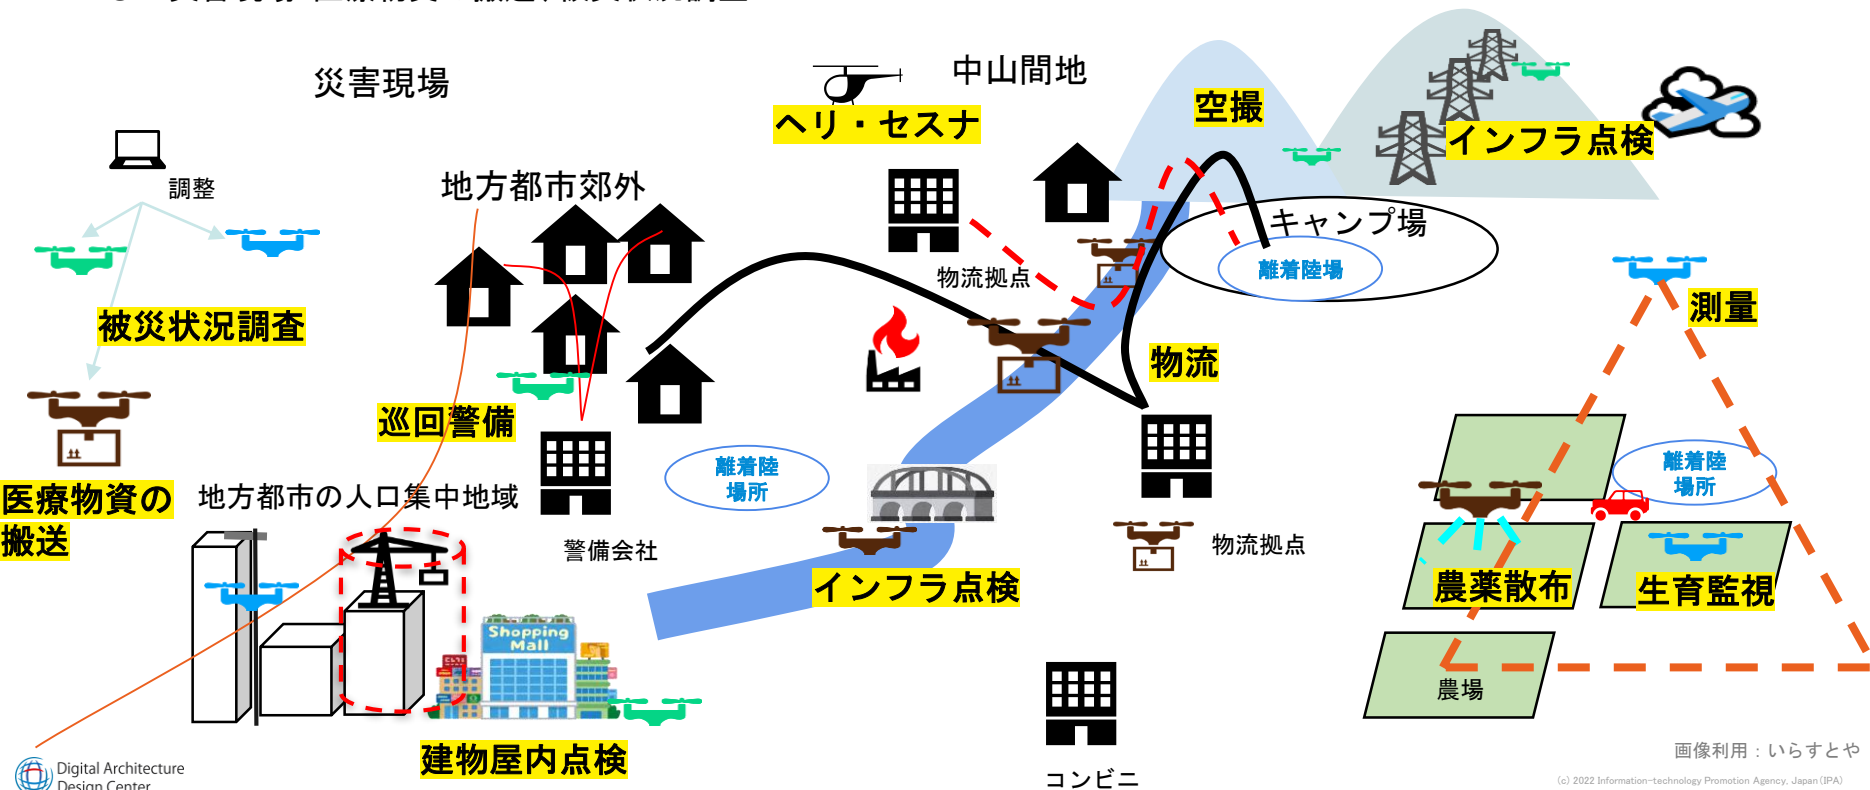 災害現場
中山間地
ヘリ・セスナ
空撮
インフラ点検
調整
地方都市郊外
キャンプ場
離着陸場
物流拠点
測量
被災状況調査
物流
巡回警備
離着陸
場所
離着陸
場所
医療物資の
搬送
地方都市の人口集中地域
警備会社
物流拠点
インフラ点検
農薬散布
生育監視
Shopping
Mall
農場
建物屋内点検
コンビニ
画像利用：いらすとや
Digital Architecture
Design Center
(c) 2022 Information-technology Promotion Agency, Japan(IPA)